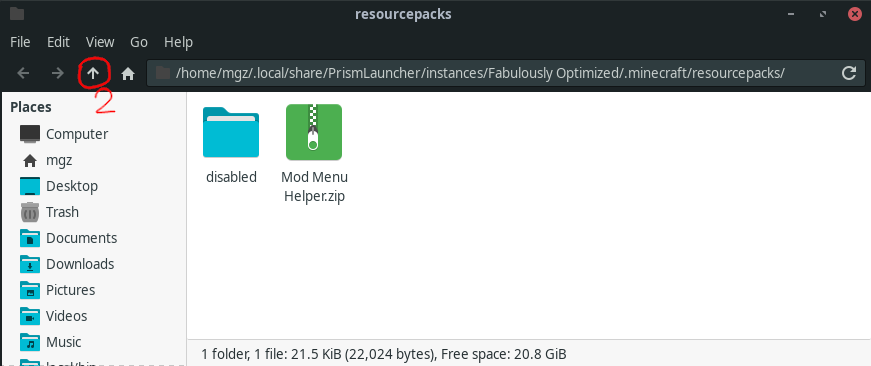 resourcepacks
File Edit View Go Help
/home/mgz/.local/share/PrismLauncher/instances/Fabulously Optimized/.minecraft/resourcepacks/
2
Places
Computer
mgz
Desktop
Trash
Documents
Downloads
Pictures
Videos
Music
disabled
Mod Menu
Helper.zip
1 folder, 1 file: 21.5 KiB (22,024 bytes), Free space: 20.8 GiB